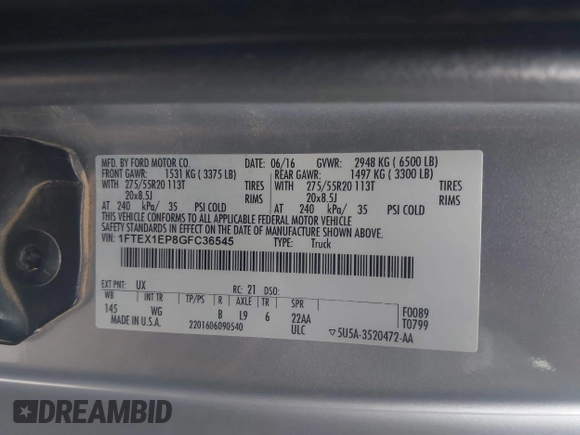 MFD. BY FORD MOTOR CO. 06/16 GVWR: 2948 KG ( 6500 LB)
FRONT GAWR: 1531 KG ( 3375 LB) REAR GAWR: 1497 KG ( 3300 LB)
WITH 275/55R20 113T TIRES WITH 275/55R20 113T TIRES
20x8.5J RIMS 20x8.5J RIMS
AT 240 kPa/ 35 PSI COLD AT 240 kPa/ 35 PSI COLD
THIS VEHICLE CONFORMS TO ALL APPLICABLE FEDERAL MOTOR VEHICLE
SAFETY STANDARDS IN EFFECT ON THE DATE OF MANUFACTURE SHOWN ABOVE.
VIN: 1FTEX1EP8GFC36545 TYPE: Truck
EXT PNT: UX RC: 21 DSO:
WB INT TR TP/PS R AXLE TR SPR
145 WG B L9 6 22AA
F0089
T0799
MADE IN U.S.A. 2201606090540 ULC 5U5A-3520472-AA
DREAMBID